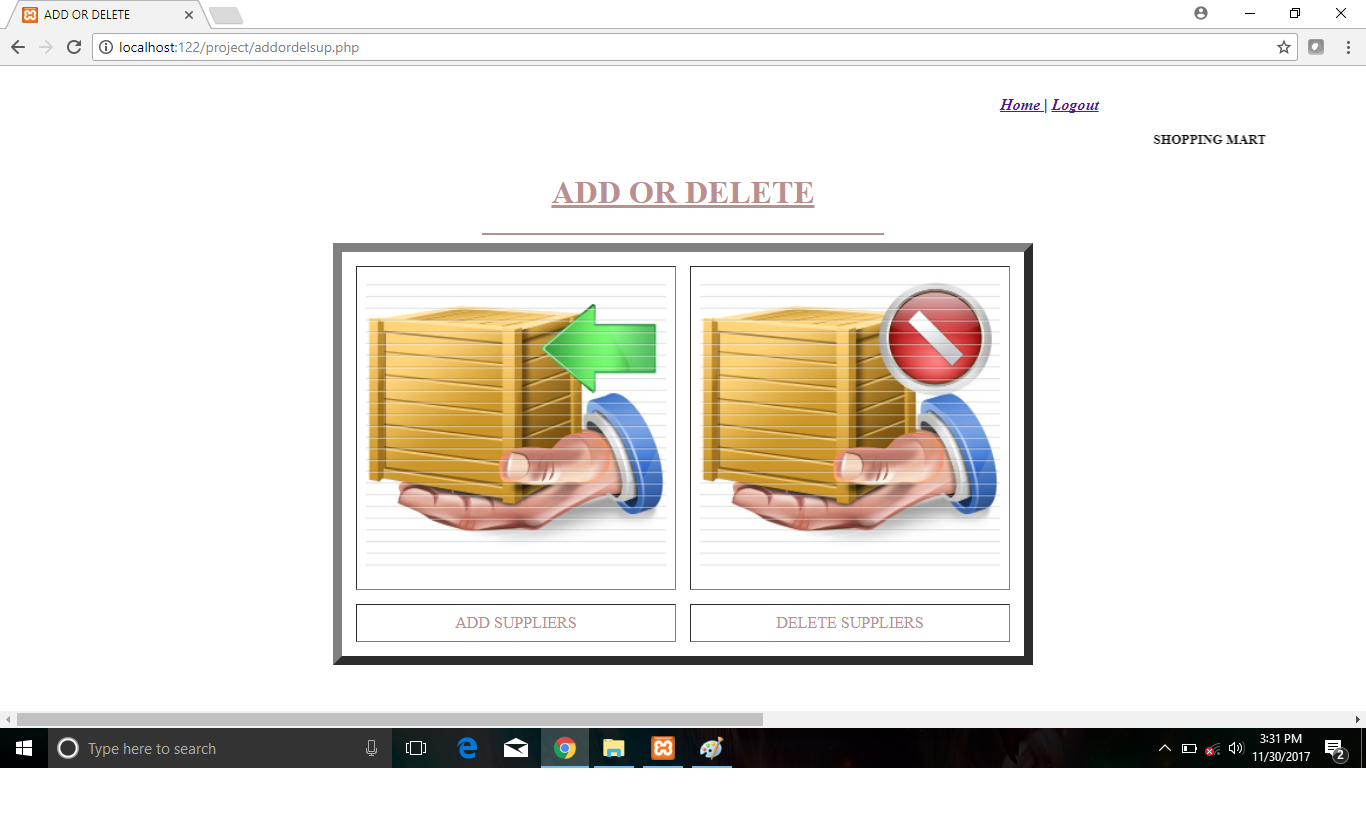 ADD OR DELETE
localhost:122/project/addordelsup.php
Home | Logout
SHOPPING MART
ADD OR DELETE
ADD SUPPLIERS DELETE SUPPLIERS
Type here to search
3:31 PM
11/30/2017
2